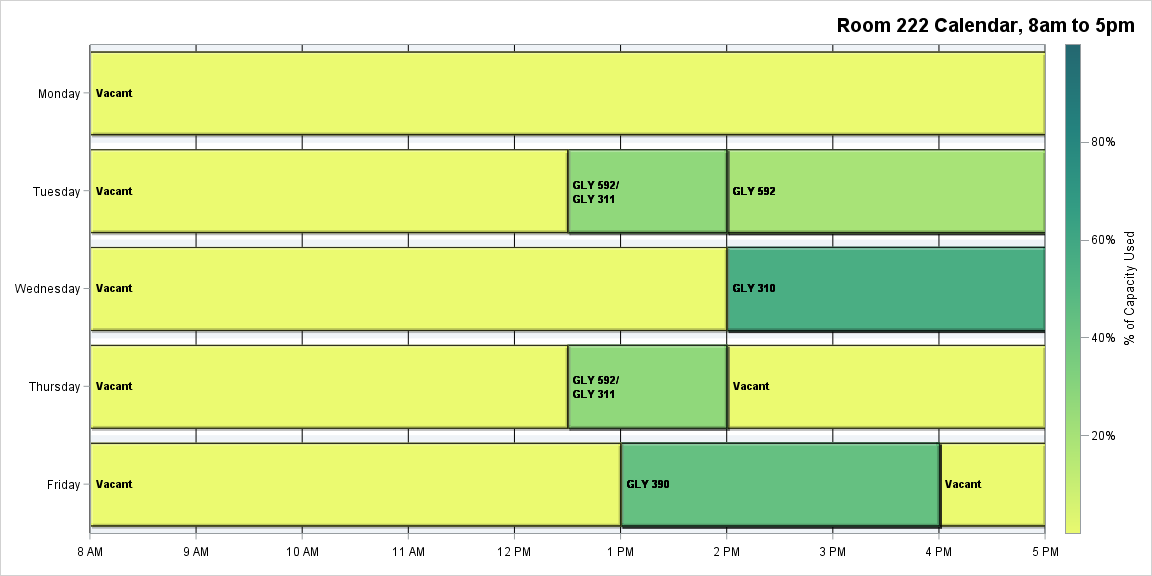 Room 222 Calendar, 8am to 5pm
Monday
Vacant
80%
Tuesday
Vacant
GLY 592/
GLY 311
GLY 592
60%
Wednesday
Vacant
GLY 310
40%
% of Capacity Used
Thursday
Vacant
GLY 592/
GLY 311
Vacant
20%
Friday
Vacant
GLY 390
Vacant
8 AM 9 AM 10 AM 11 AM 12 PM 1 PM 2 PM 3 PM 4 PM 5 PM